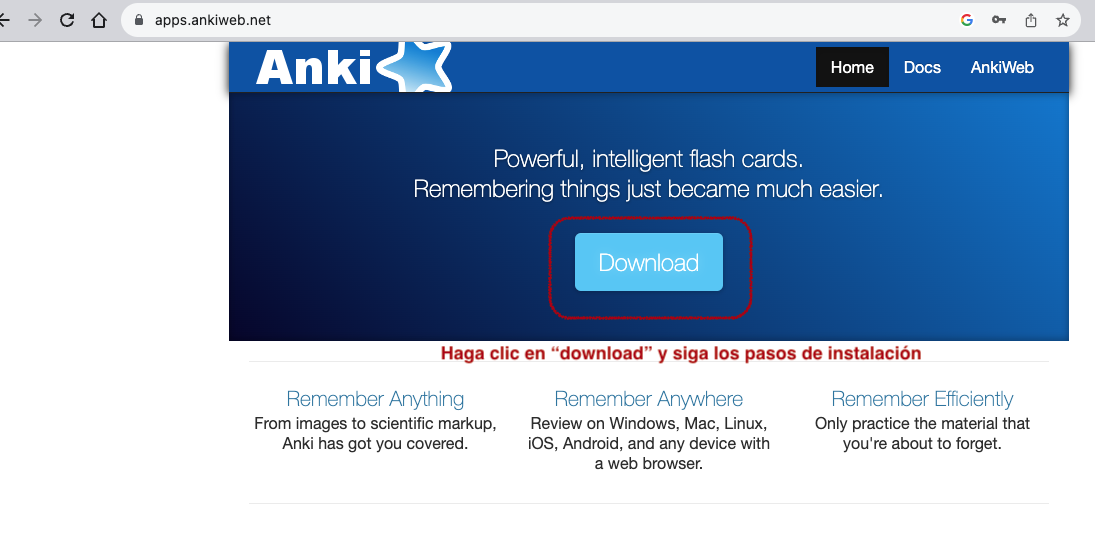 apps.ankiweb.net
Anki
Home Docs AnkiWeb
Powerful, intelligent flash cards.
Remembering things just became much easier.
Download
Haga clic en “download” y siga los pasos de instalación
Remember Anything
From images to scientific markup,
Anki has got you covered.
Remember Anywhere
Review on Windows, Mac, Linux,
iOS, Android, and any device with
a web browser.
Remember Efficiently
Only practice the material that
you're about to forget.